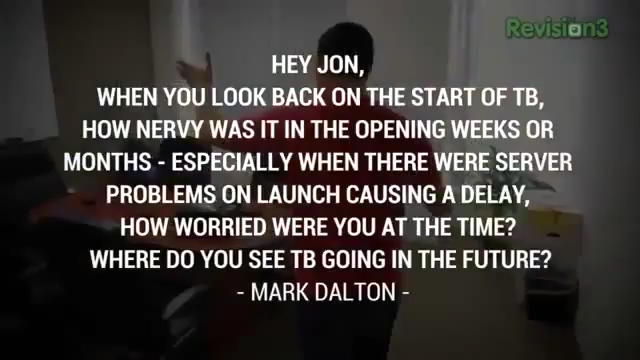 Revision3
HEY JON,
WHEN YOU LOOK BACK ON THE START OF TB,
HOW NERVY WAS IT IN THE OPENING WEEKS OR
MONTHS - ESPECIALLY WHEN THERE WERE SERVER
PROBLEMS ON LAUNCH CAUSING A DELAY,
HOW WORRIED WERE YOU AT THE TIME?
WHERE DO YOU SEE TB GOING IN THE FUTURE?
- MARK DALTON -